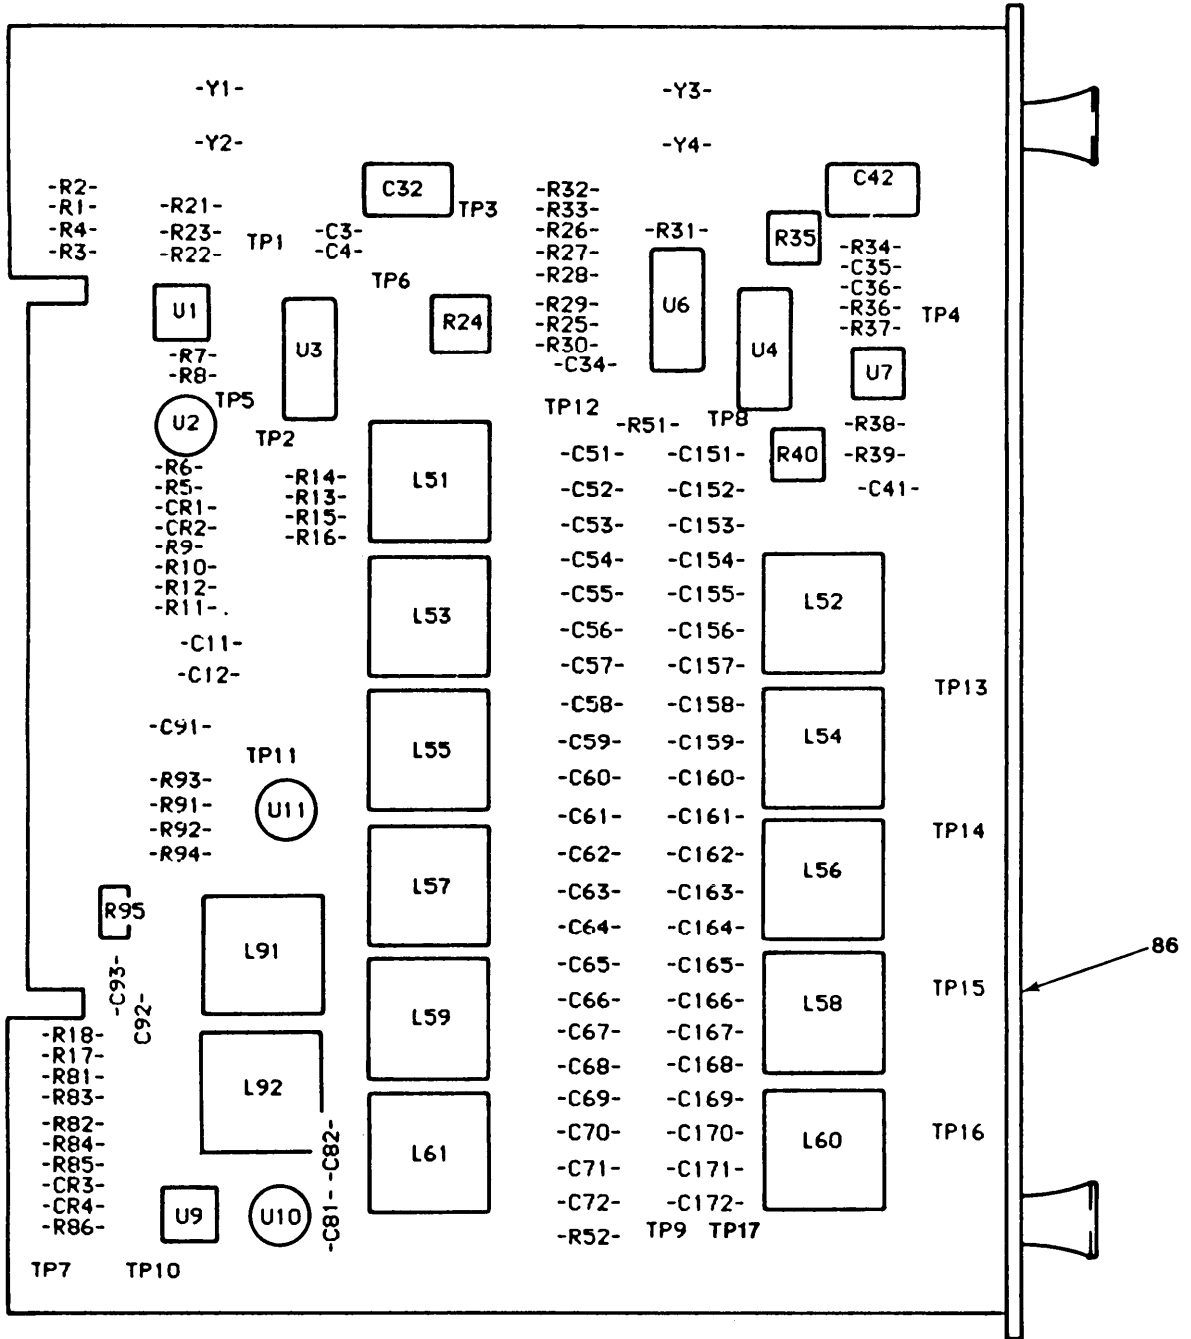 -Y1-
-Y3-
-Y2-
-Y4-
-R2-
-R1-
-R4-
-R3-
-R21-
-R23-
-R22-
TP1
-C3-
-C4-
C32
TP3
TP6
-R32-
-R33-
-R26-
-R27-
-R28-
-R29-
-R25-
-R30-
-C34-
-R31-
C42
R35
-R34-
-C35-
-C36-
-R36-
-R37-
TP4
U1
U3
R24
U6
U4
U7
-R7-
-R8-
TP5
U2
TP2
TP12
-R51-
TP8
R40
-R38-
-R39-
-C41-
-R6-
-R5-
-CR1-
-CR2-
-R9-
-R10-
-R12-
-R11-.
-R14-
-R13-
-R15-
-R16-
-C11-
-C12-
-C91-
TP11
-R93-
-R91-
-R92-
-R94-
U11
R95
-C93-
C92-
L91
L92
-R18-
-R17-
-R81-
-R83-
-R82-
-R84-
-R85-
-CR3-
-CR4-
-R86-
U9
U10
-C81-
-C82-
TP7
TP10
L51
L53
L55
L57
L59
L61
-C51-
-C52-
-C53-
-C54-
-C55-
-C56-
-C57-
-C58-
-C59-
-C60-
-C61-
-C62-
-C63-
-C64-
-C65-
-C66-
-C67-
-C68-
-C69-
-C70-
-C71-
-C72-
-R52-
-C151-
-C152-
-C153-
-C154-
-C155-
-C156-
-C157-
-C158-
-C159-
-C160-
-C161-
-C162-
-C163-
-C164-
-C165-
-C166-
-C167-
-C168-
-C169-
-C170-
-C171-
-C172-
TP9
TP17
L52
L54
L56
L58
L60
TP13
TP14
TP15
TP16
86